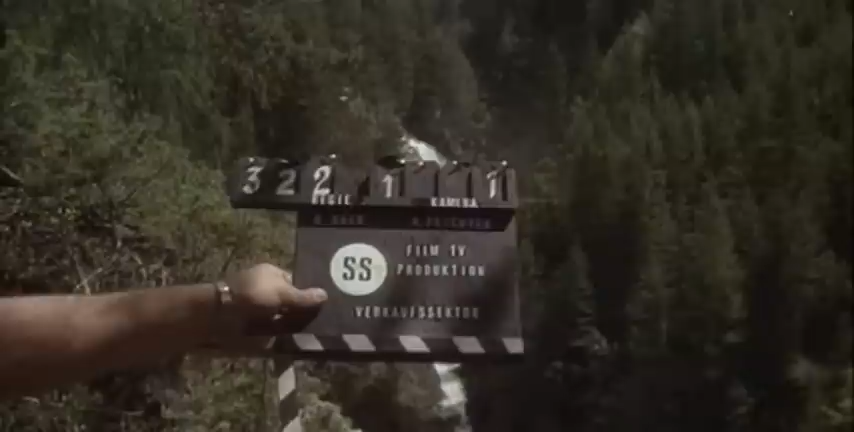 3 2 2 1 1
REGIE KAMERA
SS
FILM TV
PRODUKTION
VERKAUFSSEKTOR